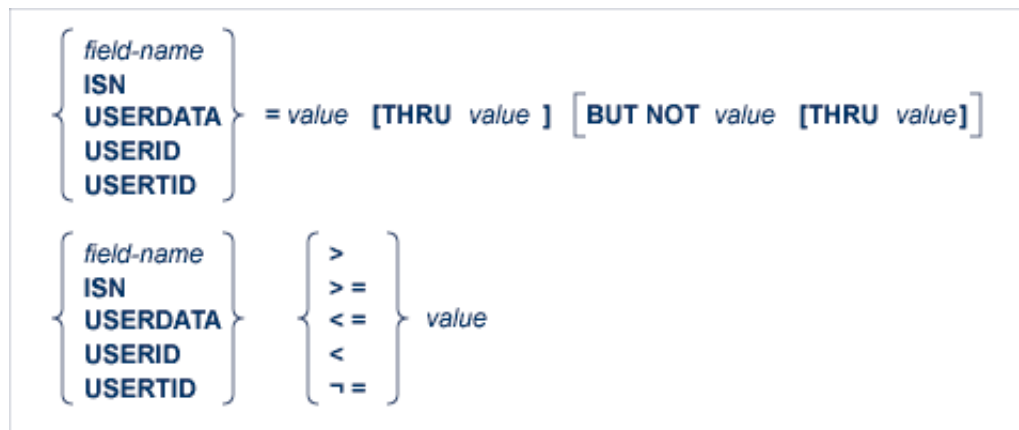 field-name
ISN
USERDATA = value [THRU value ] [BUT NOT value [THRU value]]
USERID
USERTID
field-name >
ISN > =
USERDATA < = value
USERID <
USERTID ¬ =